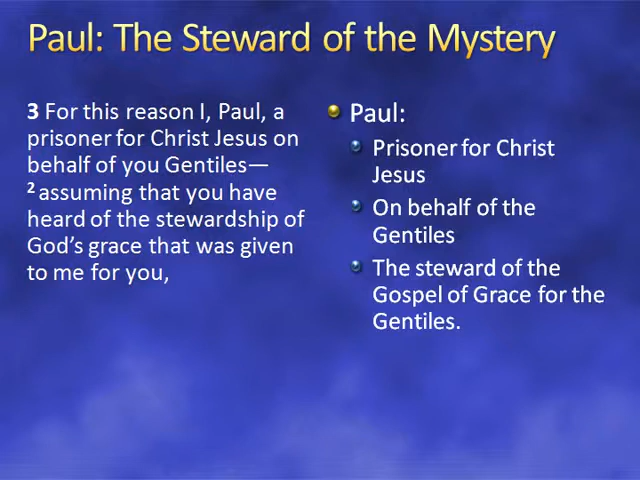 Paul: The Steward of the Mystery
3 For this reason I, Paul, a
prisoner for Christ Jesus on
behalf of you Gentiles—
2 assuming that you have
heard of the stewardship of
God’s grace that was given
to me for you,
Paul:
Prisoner for Christ
Jesus
On behalf of the
Gentiles
The steward of the
Gospel of Grace for the
Gentiles.